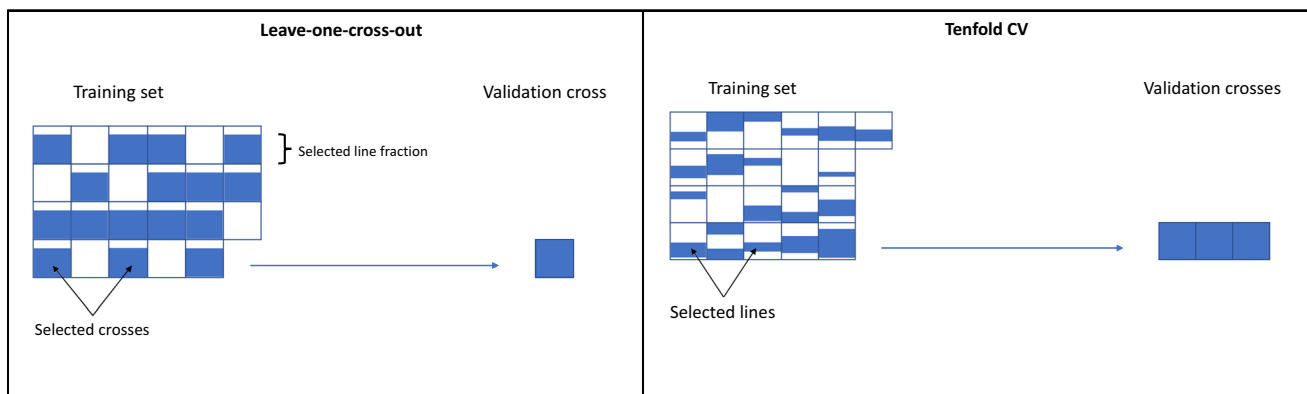 Leave-one-cross-out
Training set
Validation cross
Selected line fraction
Selected crosses
Tenfold CV
Training set
Validation crosses
Selected lines